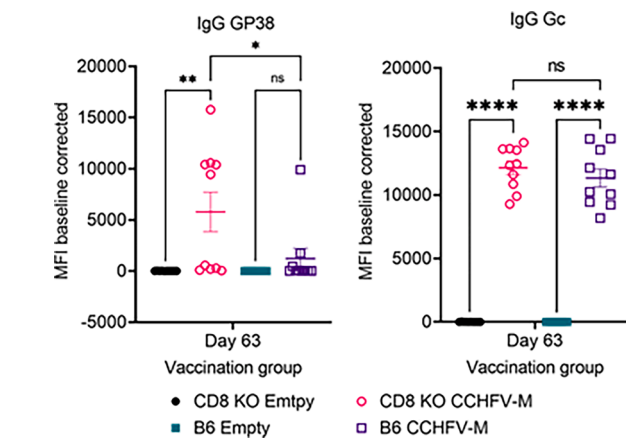 IgG GP38
IgG Gc
MFI baseline corrected
20000
15000
10000
5000
0
-5000
**
*
ns
Day 63
Vaccination group
MFI baseline corrected
20000
15000
10000
5000
0
****
ns
****
Day 63
Vaccination group
CD8 KO Emtpy
CD8 KO CCHFV-M
B6 Empty
B6 CCHFV-M